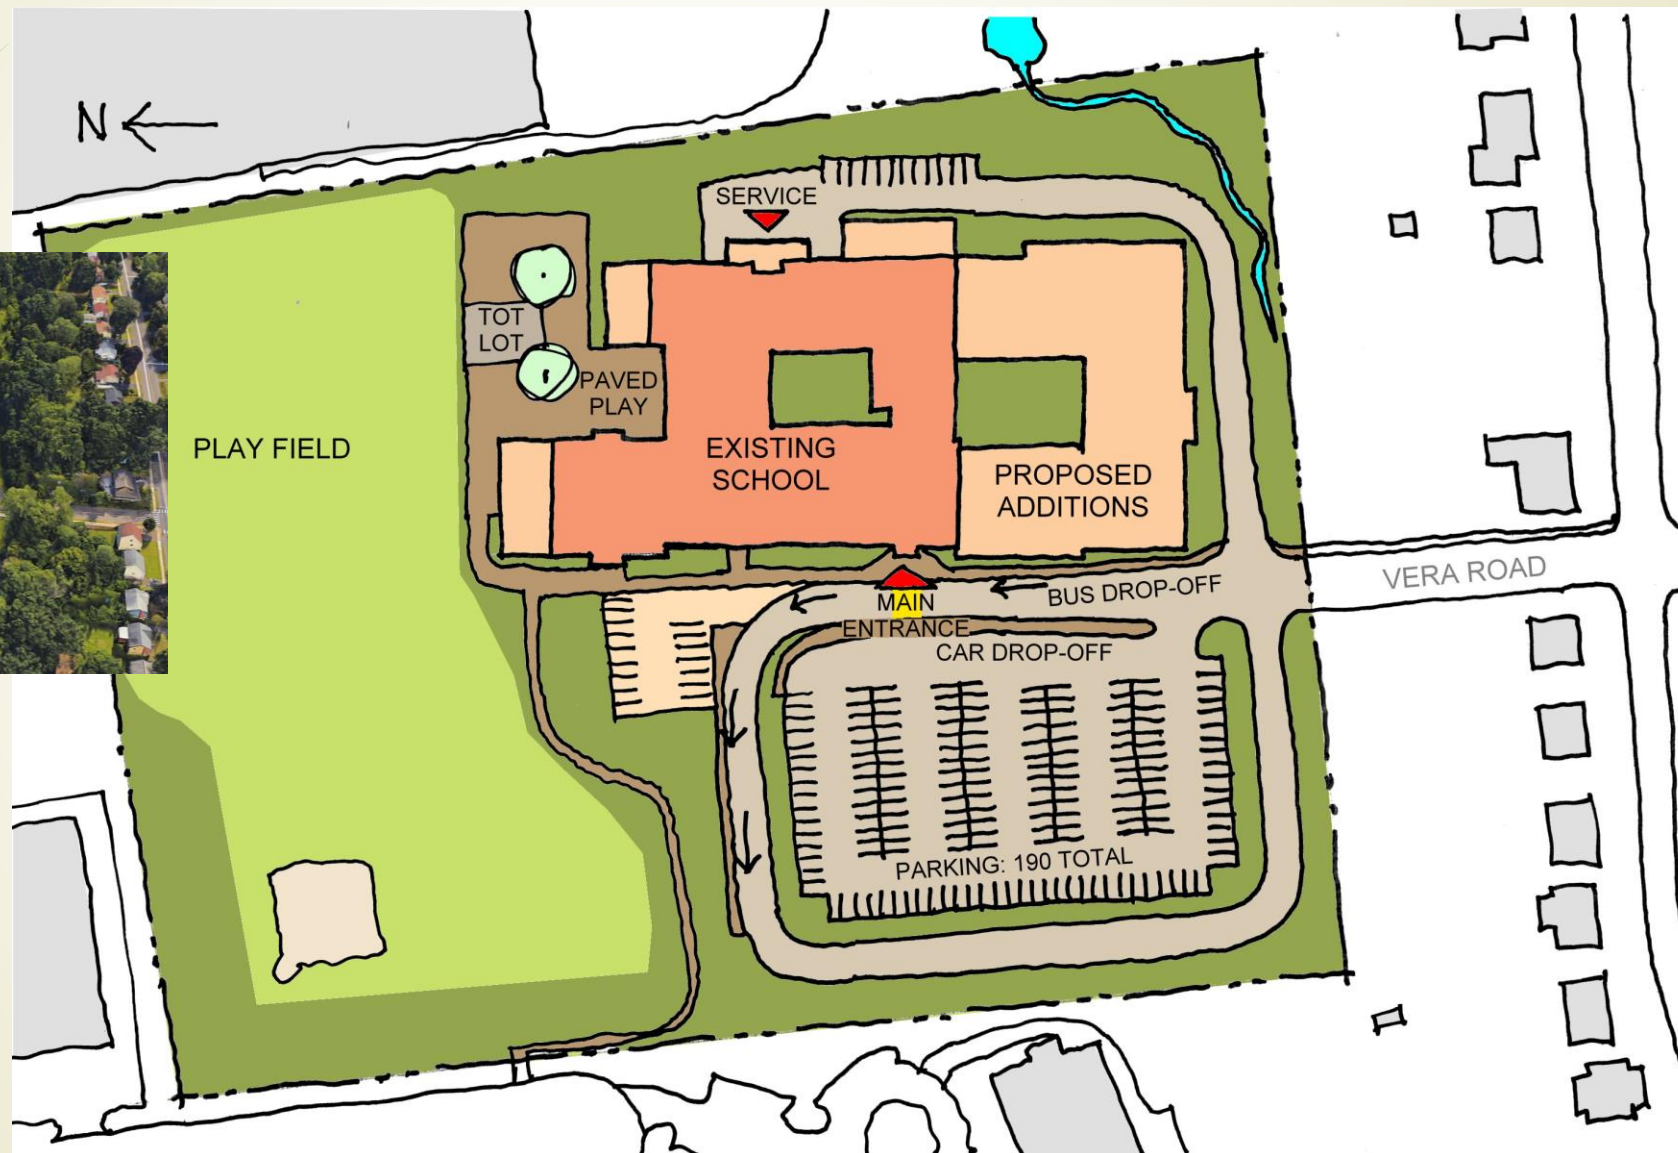 N
SERVICE
TOT
LOT
PAVED
PLAY
PLAY FIELD
EXISTING
SCHOOL
PROPOSED
ADDITIONS
VERA ROAD
BUS DROP-OFF
MAIN
ENTRANCE
CAR DROP-OFF
PARKING: 190 TOTAL